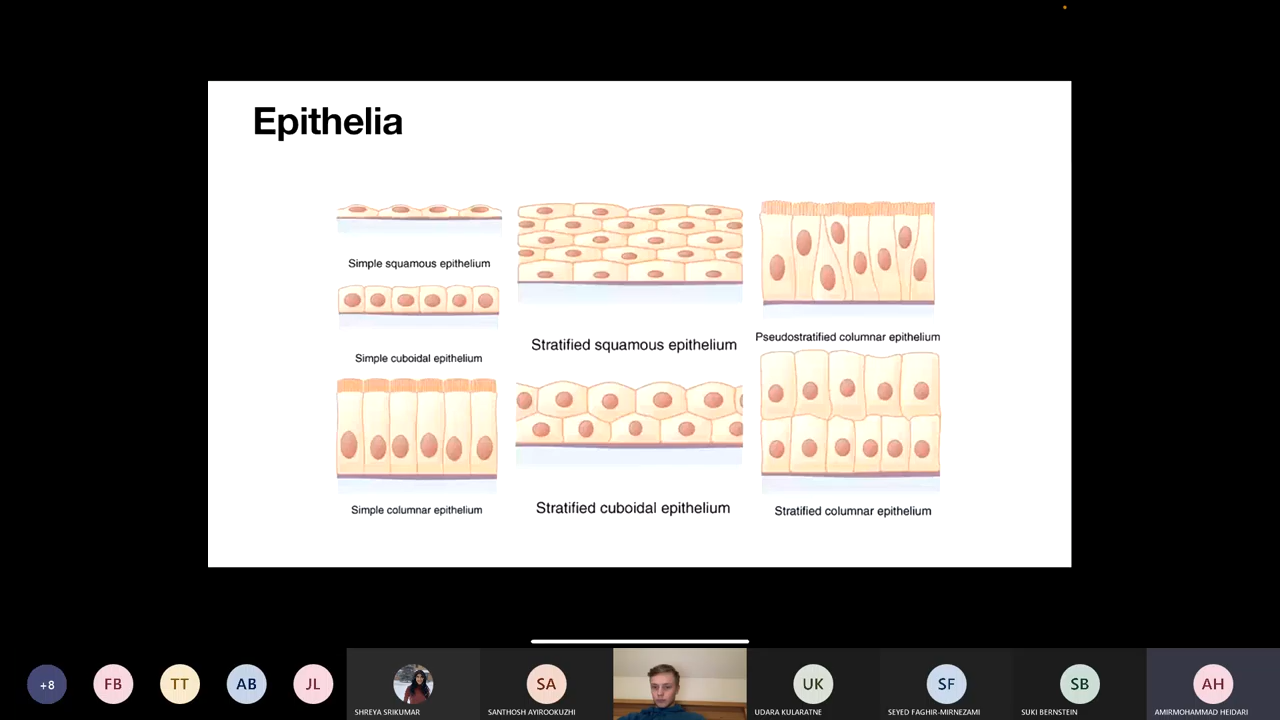 Epithelia
Simple squamous epithelium
Simple cuboidal epithelium
Simple columnar epithelium
Stratified squamous epithelium
Stratified cuboidal epithelium
Pseudostratified columnar epithelium
Stratified columnar epithelium
+8
FB
TT
AB
JL
SHREYA SRIKUMAR
SA
SANTHOSH AYIROOKUZHI
UK
UDARA KULARATNE
SF
SEYED FAGHIR-MIRNEZAMI
SB
SUKI BERNSTEIN
AH
AMIRMOHAMMAD HEIDARI